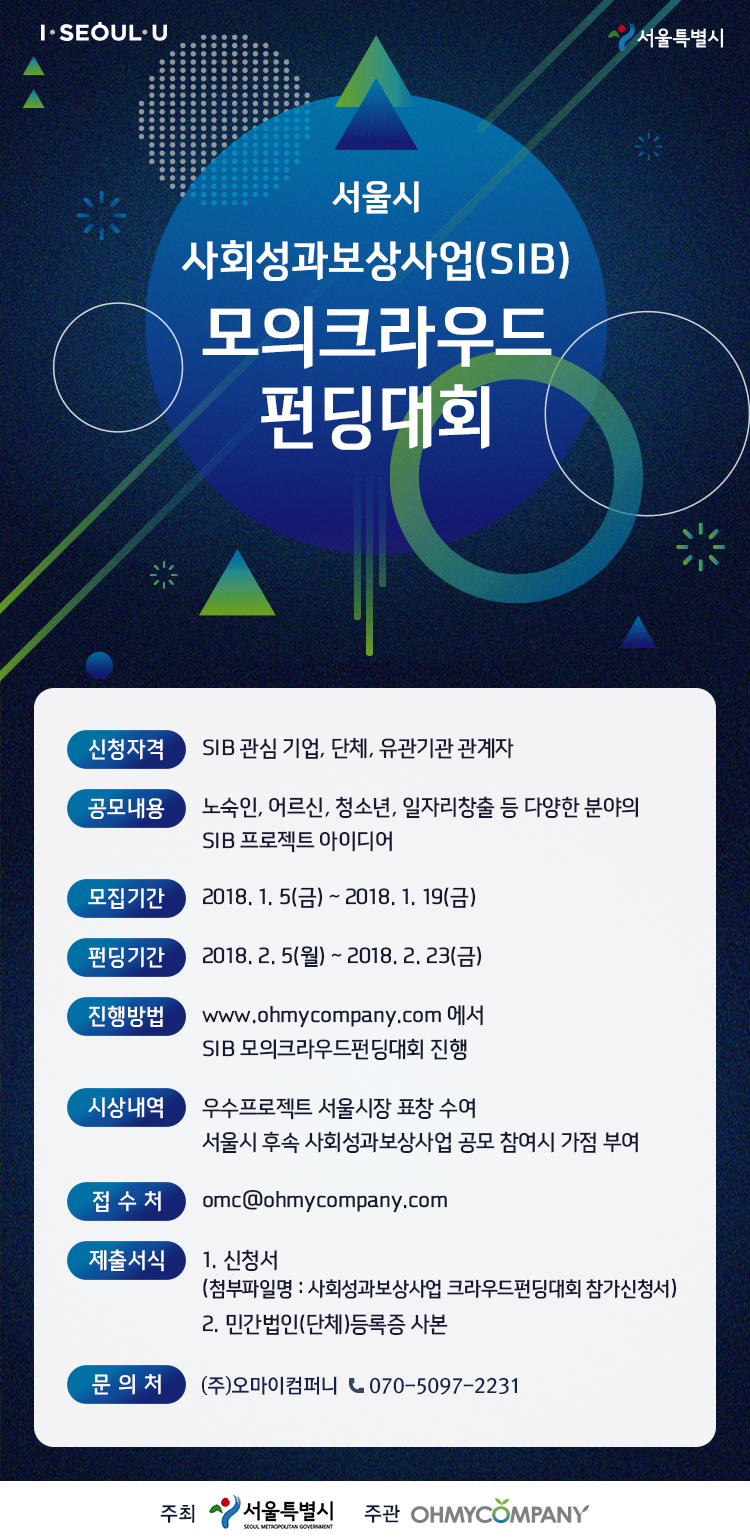 I·SEOUL·U
서울특별시
서울시
사회성과보상사업(SIB)
모의크라우드
펀딩대회
신청자격 SIB 관심 기업, 단체, 유관기관 관계자
공모내용 노숙인, 어르신, 청소년, 일자리창출 등 다양한 분야의
SIB 프로젝트 아이디어
모집기간 2018. 1. 5(금) ~ 2018. 1. 19(금)
펀딩기간 2018. 2. 5(월) ~ 2018. 2. 23(금)
진행방법 www.ohmycompany.com 에서
SIB 모의크라우드펀딩대회 진행
시상내역 우수프로젝트 서울시장 표창 수여
서울시 후속 사회성과보상사업 공모 참여시 가점 부여
접 수 처 omc@ohmycompany.com
제출서식 1. 신청서
(첨부파일명 : 사회성과보상사업 크라우드펀딩대회 참가신청서)
2. 민간법인(단체)등록증 사본
문 의 처 (주)오마이컴퍼니 070-5097-2231
주최 서울특별시 주관 OHMYCOMPANY
SEOUL METROPOLITAN GOVERNMENT